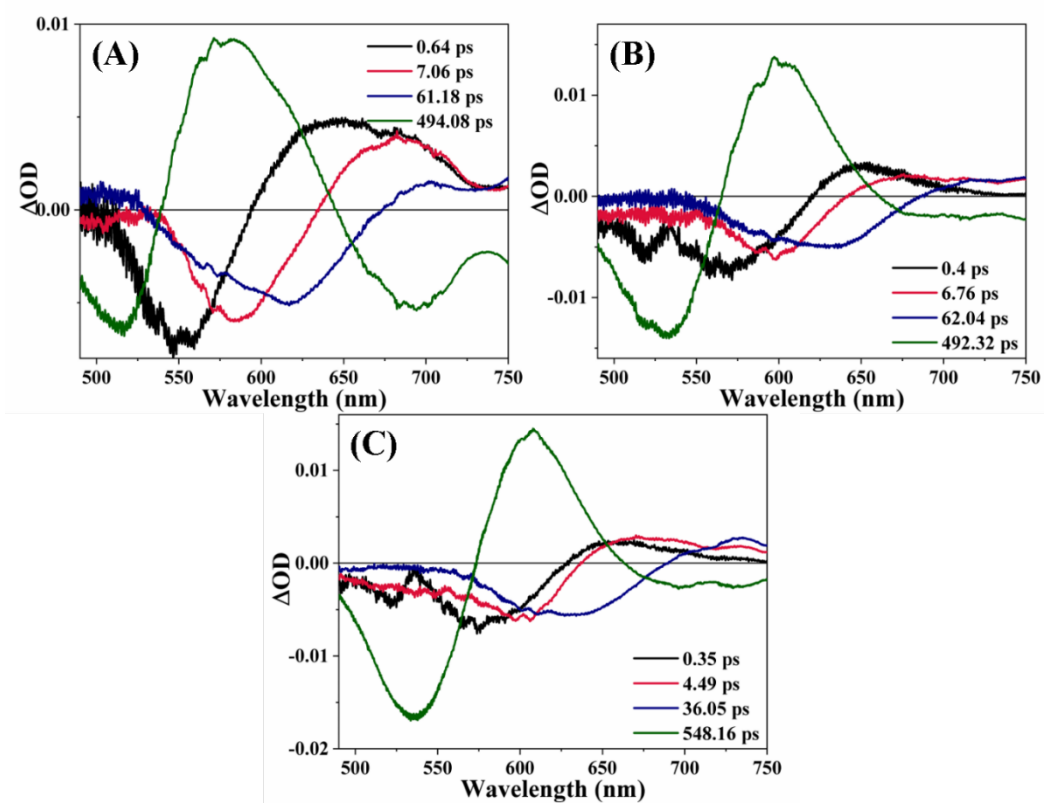 (A)
0.64 ps
7.06 ps
61.18 ps
494.08 ps
0.01
0.00
ΔOD
500 550 600 650 700 750
Wavelength (nm)
(B)
0.01
0.00
-0.01
ΔOD
0.4 ps
6.76 ps
62.04 ps
492.32 ps
500 550 600 650 700 750
Wavelength (nm)
(C)
0.01
0.00
-0.01
-0.02
ΔOD
0.35 ps
4.49 ps
36.05 ps
548.16 ps
500 550 600 650 700 750
Wavelength (nm)